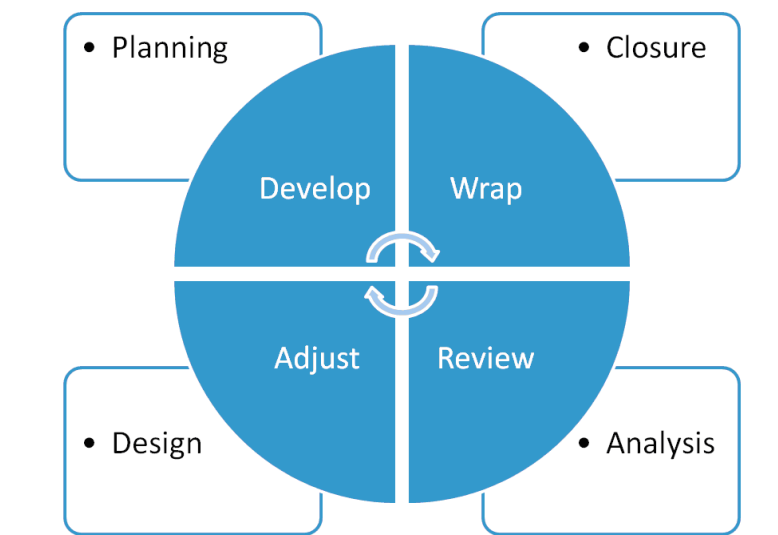 • Planning
• Closure
Develop
Wrap
Adjust
Review
• Design
• Analysis